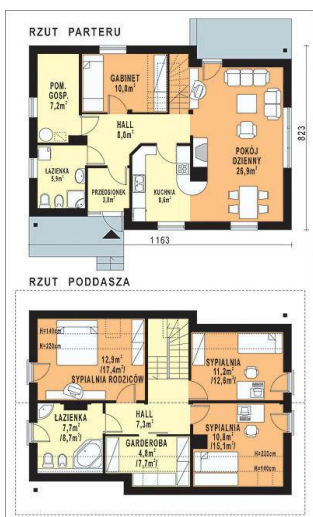 RZUT PARTERU
GABINET
10,8m²
POM.
GOSP.
7,2m²
HALL
8,0m²
POKÓJ
DZIENNY
26,9m²
ŁAZIENKA
5,9m²
PRZEDSIONEK
3,8m²
KUCHNIA
8,6m²
823
1163
RZUT PODDASZA
H=140cm
H=220cm
12,9m²
/17,4m²/
SYPIALNIA RODZICÓW
SYPIALNIA
11,2m²
/12,6m²/
ŁAZIENKA
7,7m²
/8,7m²/
HALL
7,3m²
SYPIALNIA
10,8m²
/15,1m²/
GARDEROBA
4,8m²
/7,7m²/
H=220cm
H=100cm